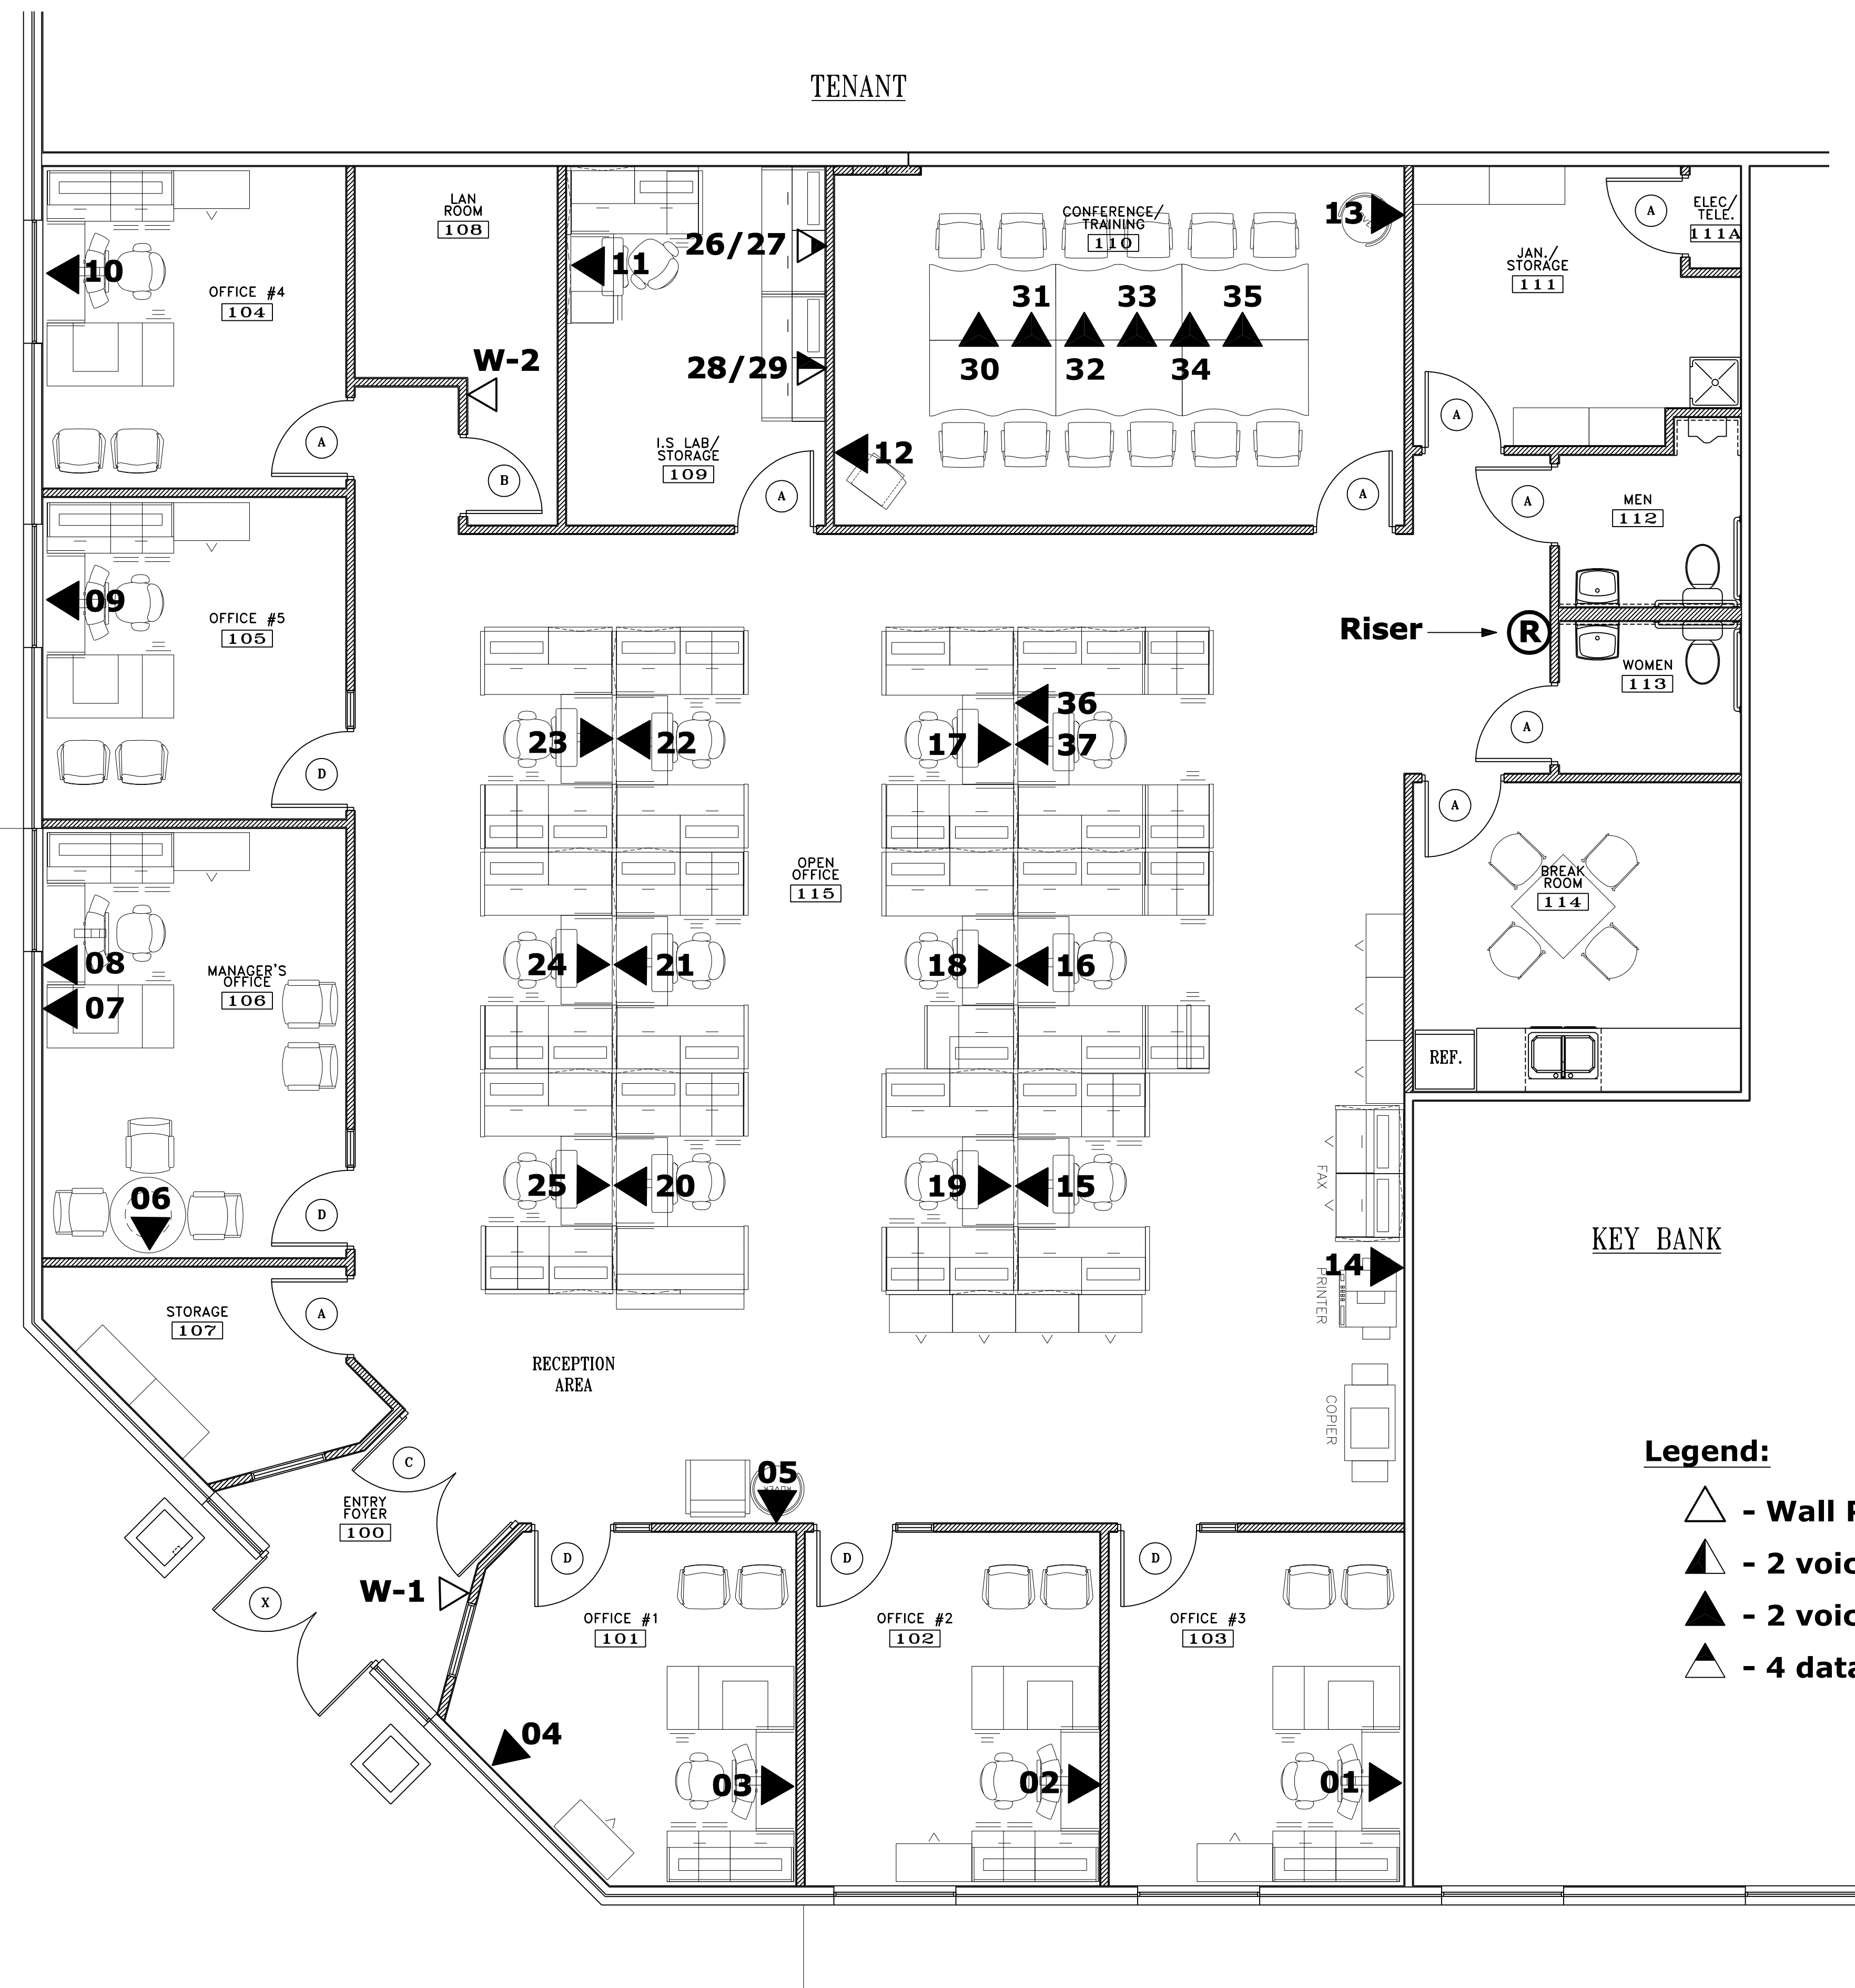 TENANT
LAN
ROOM
108
CONFERENCE/
TRAINING
110
13
A
ELEC/
TELE.
111A
26/27
11
10
JAN./
STORAGE
111
OFFICE #4
104
31
33
35
W-2
28/29
30
32
34
A
A
I.S LAB/
STORAGE
109
12
B
A
A
A
MEN
112
09
OFFICE #5
105
Riser
R
WOMEN
113
36
23
22
17
37
A
D
A
OPEN
OFFICE
115
BREAK
ROOM
114
08
24
21
18
16
MANAGER'S
OFFICE
106
07
REF.
FAX
25
20
19
15
06
D
KEY BANK
14
PRINTER
STORAGE
107
A
RECEPTION
AREA
COPIER
C
05
Legend:
ENTRY
FOYER
100
- Wall P
D
D
D
- 2 voic
W-1
X
- 2 voic
OFFICE #1
101
OFFICE #2
102
OFFICE #3
103
- 4 data
04
03
02
01